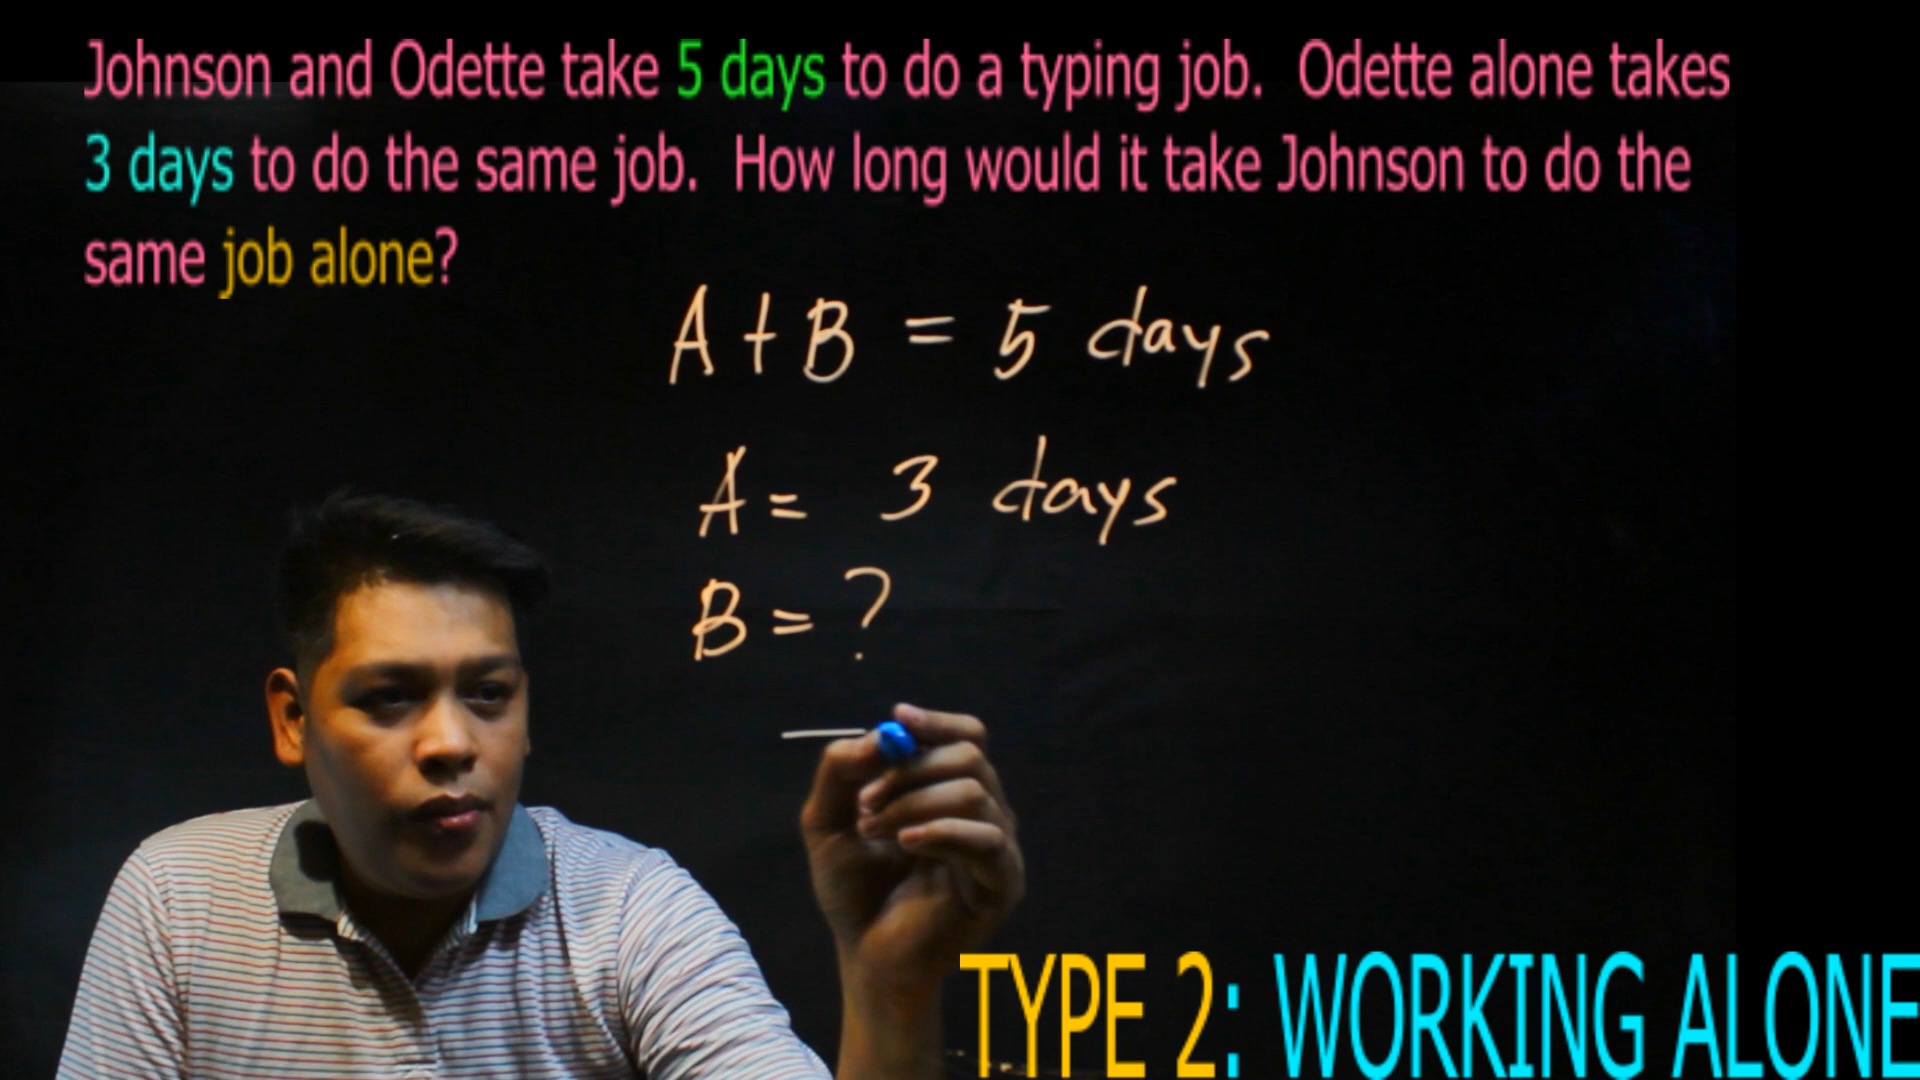 Johnson and Odette take 5 days to do a typing job. Odette alone takes
3 days to do the same job. How long would it take Johnson to do the
same job alone?
A + B = 5 days
A = 3 days
B = ?
TYPE 2: WORKING ALONE